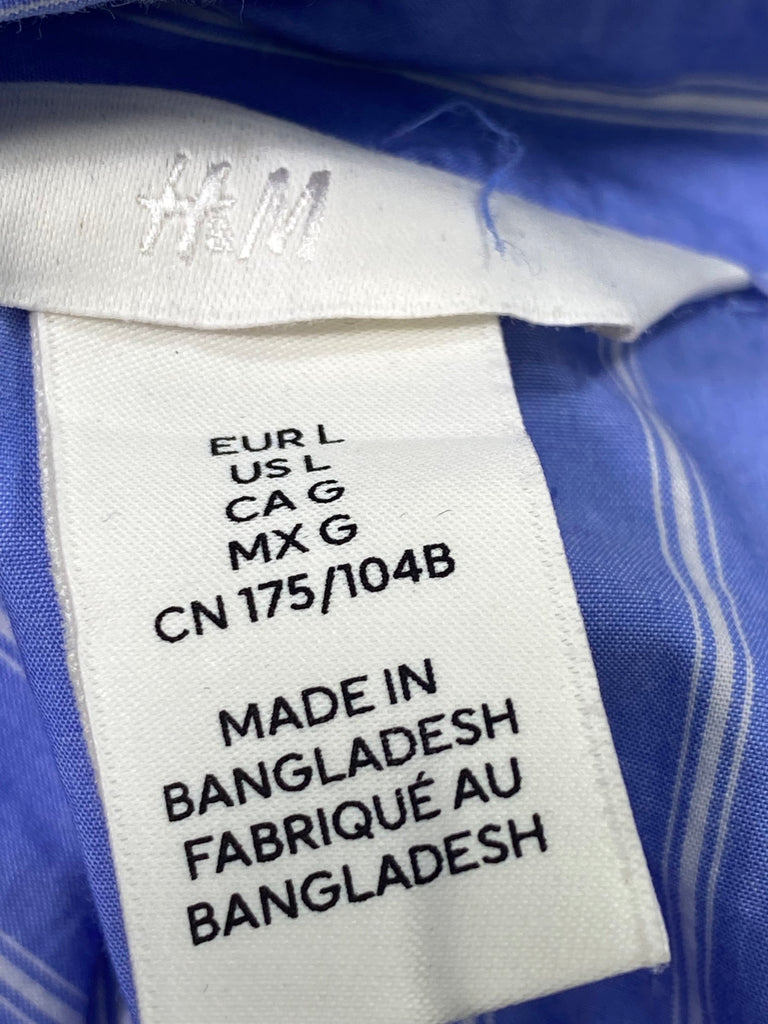 H&M
EUR L
US L
CA G
MX G
CN 175/104B
MADE IN
BANGLADESH
FABRIQUÉ AU
BANGLADESH